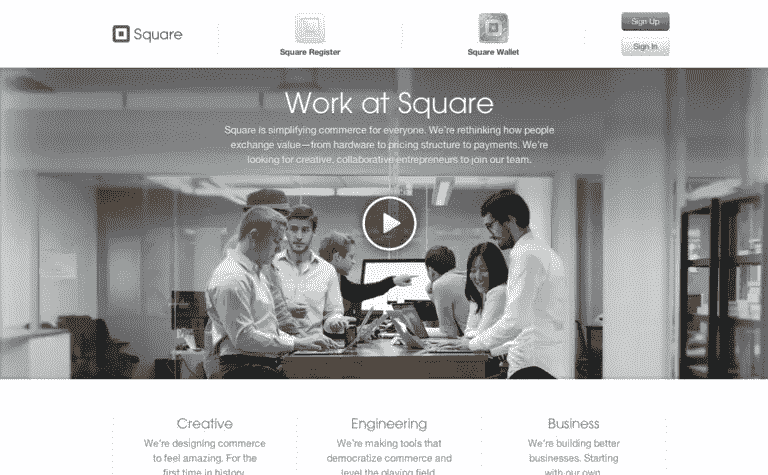 Square
Square Register
Square Wallet
Sign Up
Sign In
Work at Square
Square is simplifying commerce for everyone. We're rethinking how people
exchange value—from hardware to pricing structure to payments. We're
looking for creative, collaborative entrepreneurs to join our team.
Creative
We're designing commerce
to feel amazing. For the
first time in history
Engineering
We're making tools that
democratize commerce and
level the playing field
Business
We're building better
businesses. Starting
with our own